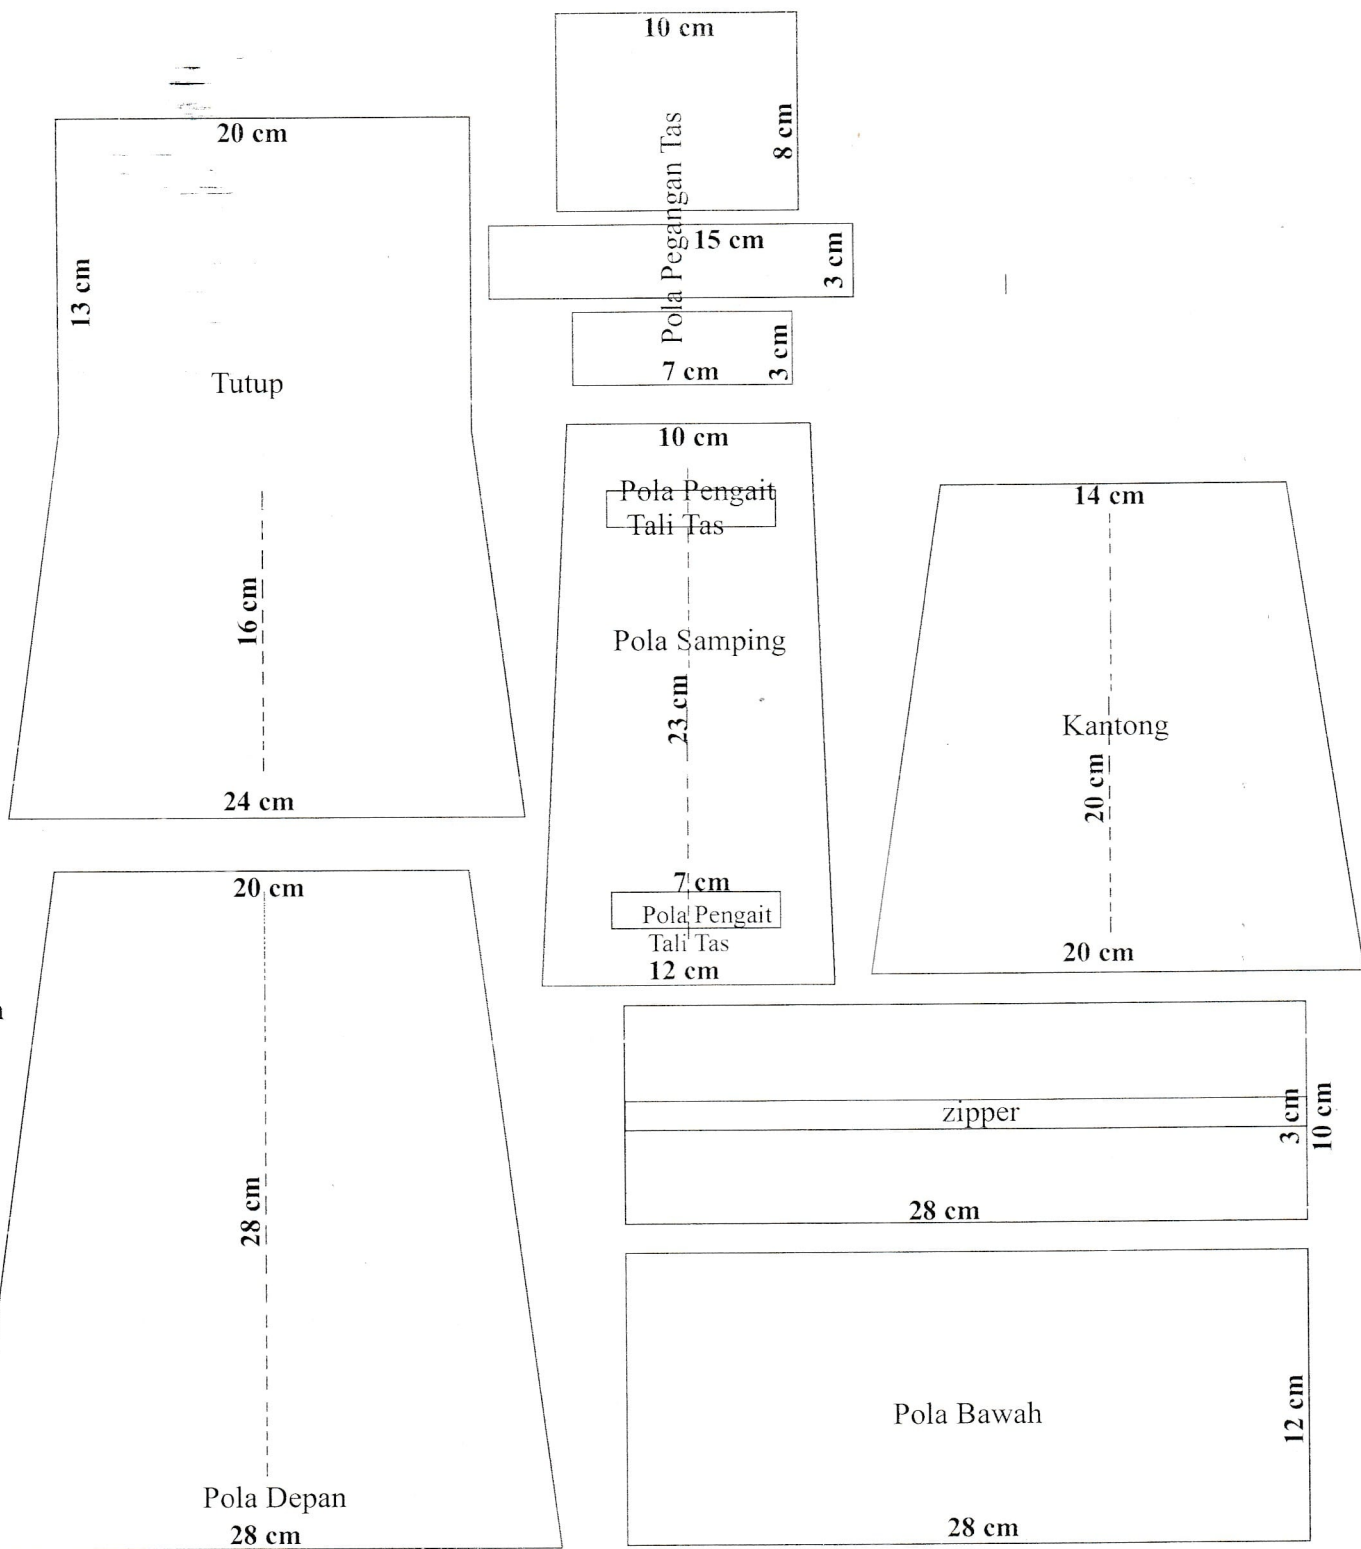 10 cm
8 cm
Pola Pegangan Tas
15 cm
3 cm
7 cm
3 cm
20 cm
13 cm
Tutup
16 cm
24 cm
10 cm
Pola Pengait
Tali Tas
Pola Samping
23 cm
7 cm
Pola Pengait
Tali Tas
12 cm
14 cm
Kantong
20 cm
20 cm
20 cm
28 cm
Pola Depan
28 cm
zipper
3 cm
10 cm
28 cm
Pola Bawah
12 cm
28 cm